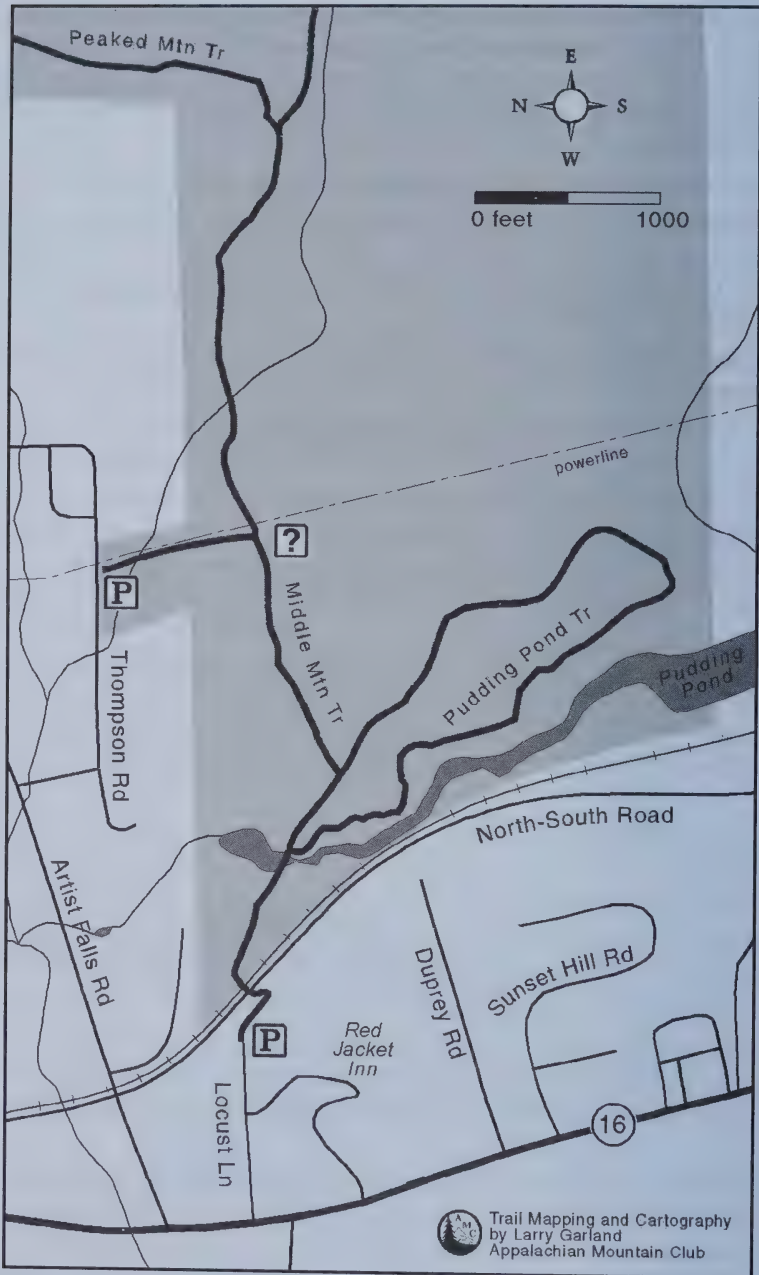 Peaked Mtn Tr
E
N
S
W
0 feet
1000
powerline
?
P
Middle Mtn Tr
Pudding Pond Tr
Pudding
Pond
Thompson Rd
North-South Road
Artist Falls Rd
Duprey Rd
Sunset Hill Rd
P
Red
Jacket
Inn
Locust Ln
16
AMC
Trail Mapping and Cartography
by Larry Garland
Appalachian Mountain Club